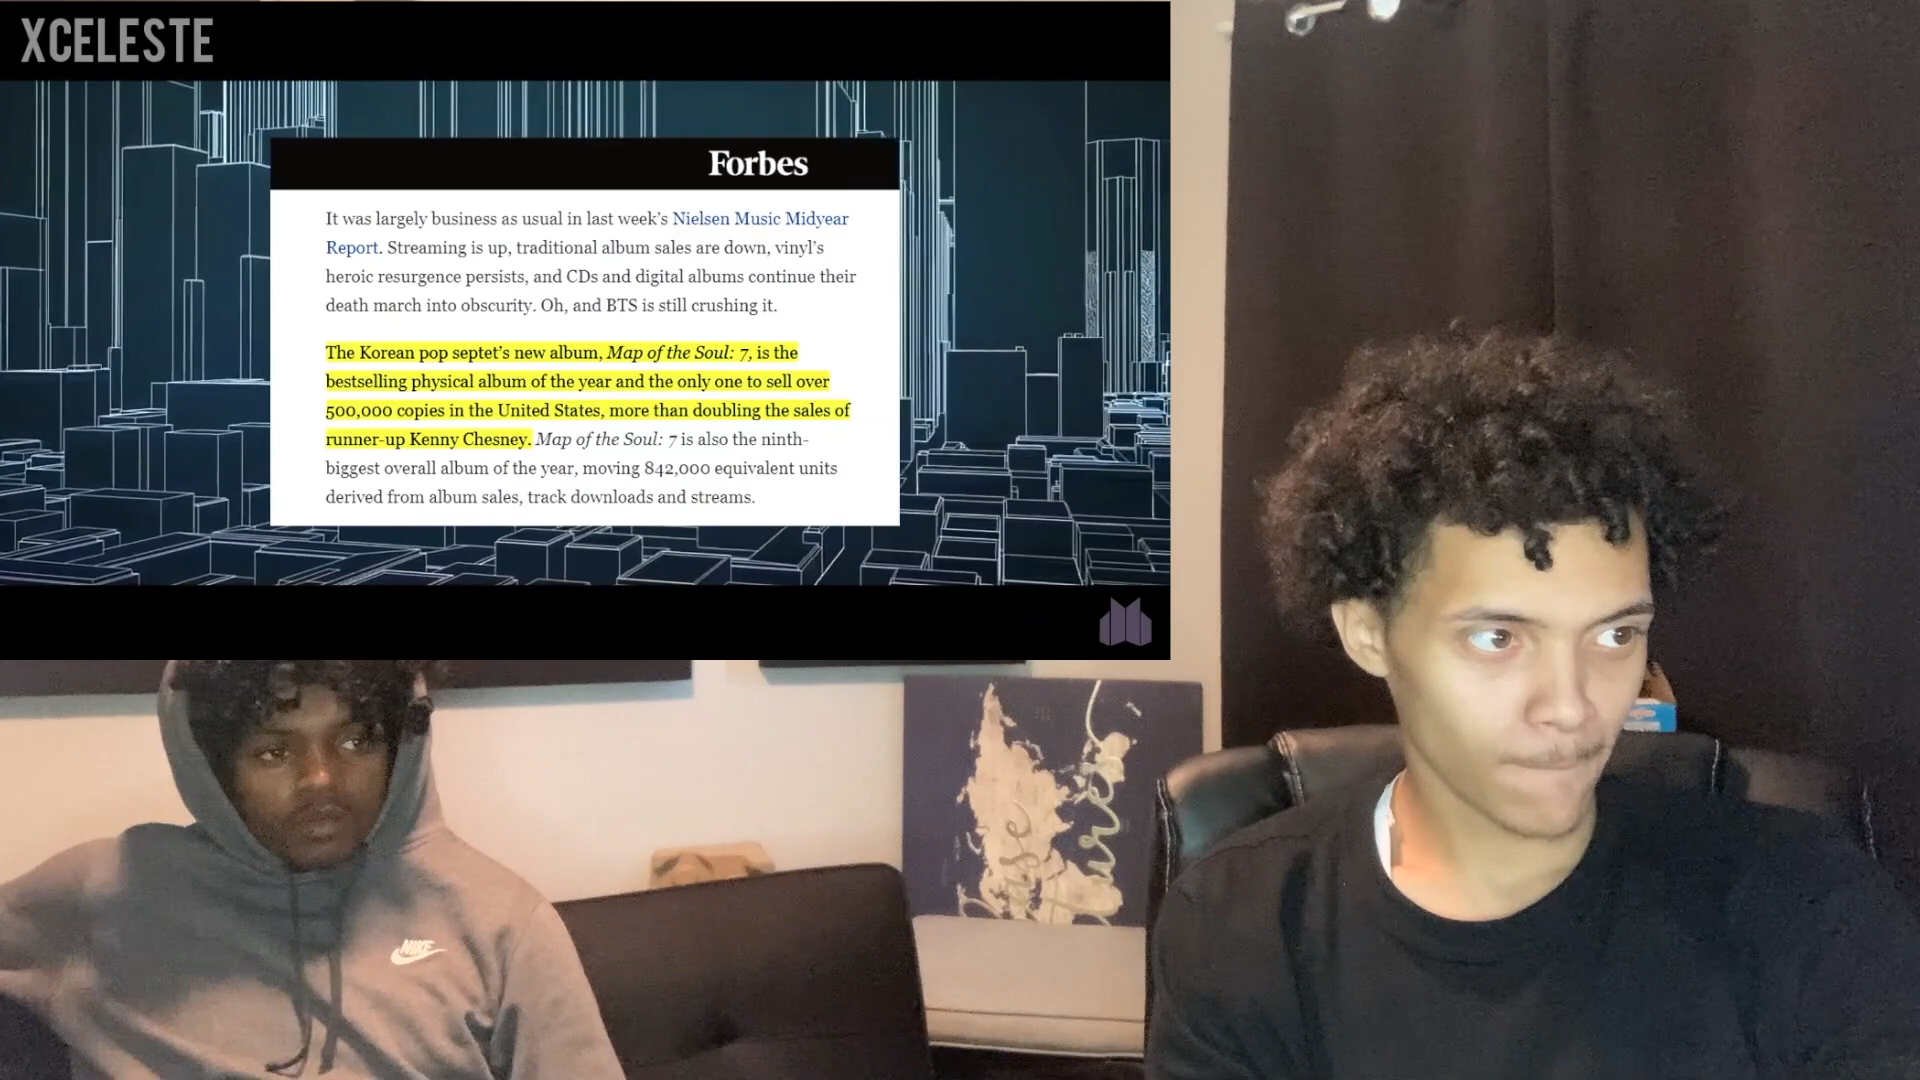 XCELESTE
Forbes
It was largely business as usual in last week's Nielsen Music Midyear
Report. Streaming is up, traditional album sales are down, vinyl's
heroic resurgence persists, and CDs and digital albums continue their
death march into obscurity. Oh, and BTS is still crushing it.
The Korean pop septet's new album, Map of the Soul: 7, is the
bestselling physical album of the year and the only one to sell over
500,000 copies in the United States, more than doubling the sales of
runner-up Kenny Chesney. Map of the Soul: 7 is also the ninth-
biggest overall album of the year, moving 842,000 equivalent units
derived from album sales, track downloads and streams.
NIKE